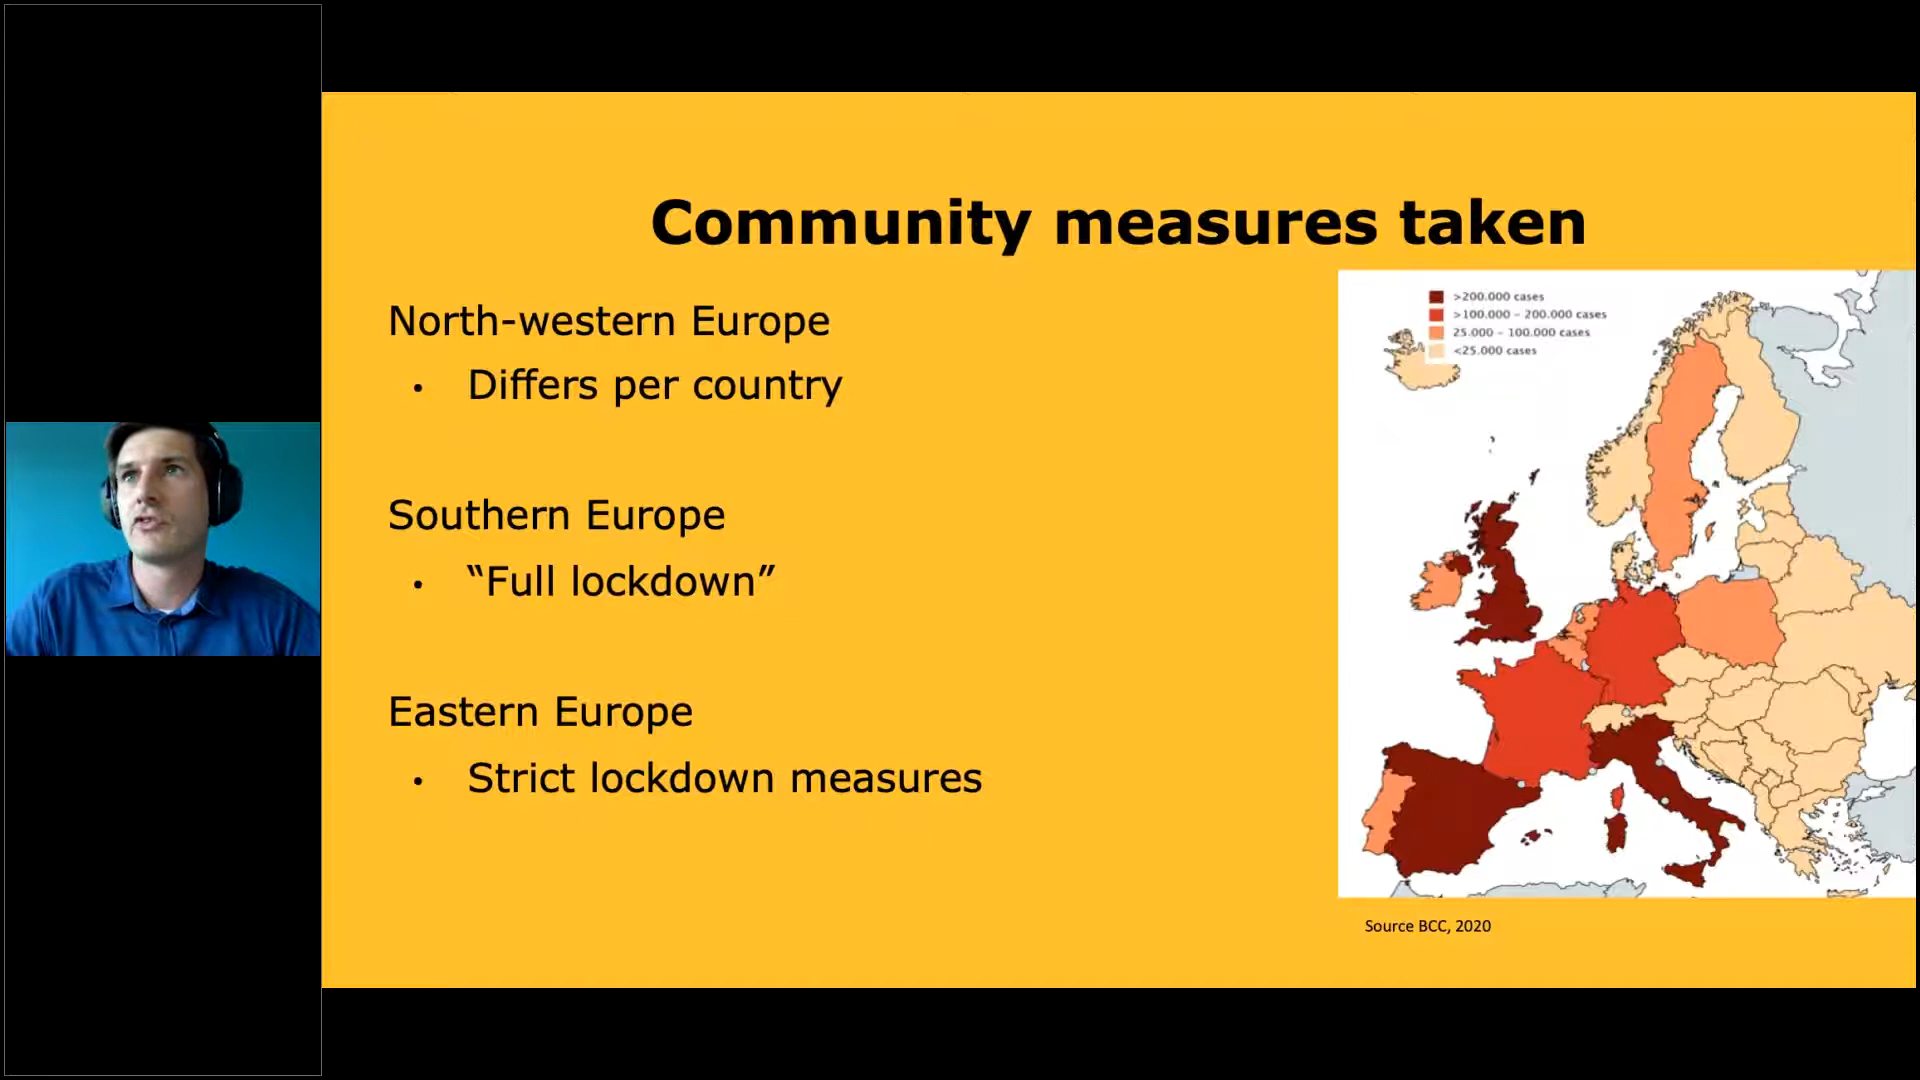 Community measures taken
North-western Europe
• Differs per country
Southern Europe
• “Full lockdown”
Eastern Europe
• Strict lockdown measures
>200.000 cases
>100.000 – 200.000 cases
25.000 – 100.000 cases
<25.000 cases
Source BCC, 2020